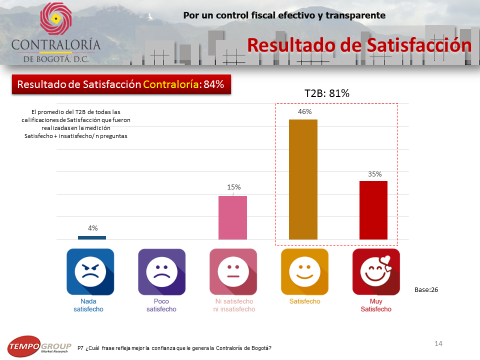 Por un control fiscal efectivo y transparente
CONTRALORÍA
DE BOGOTÁ, D.C.
Resultado de Satisfacción
Resultado de Satisfacción Contraloría: 84%
T2B: 81%
El promedio del T2B de todas las
calificaciones de Satisfacción que fueron
realizadas en la medición
Satisfecho + insatisfecho/ n preguntas
46%
35%
15%
4%
Nada
satisfecho
Poco
satisfecho
Ni satisfecho
ni insatisfecho
Satisfecho
Muy
Satisfecho
Base:26
TEMPO GROUP
Market Research
P7 ¿Cuál frase refleja mejor la confianza que le genera la Contraloría de Bogotá?
14